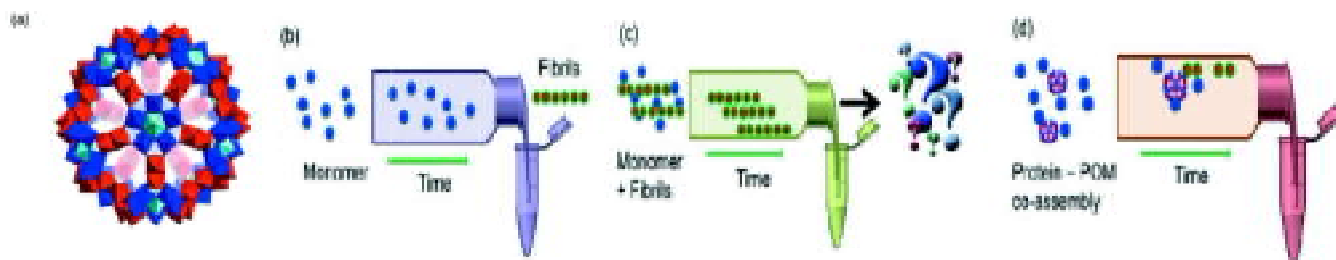 (a)
(b)
Monomer
Time
Fibrils
(c)
Monomer
+ Fibrils
Time
(d)
Protein – POM
co-assembly
Time